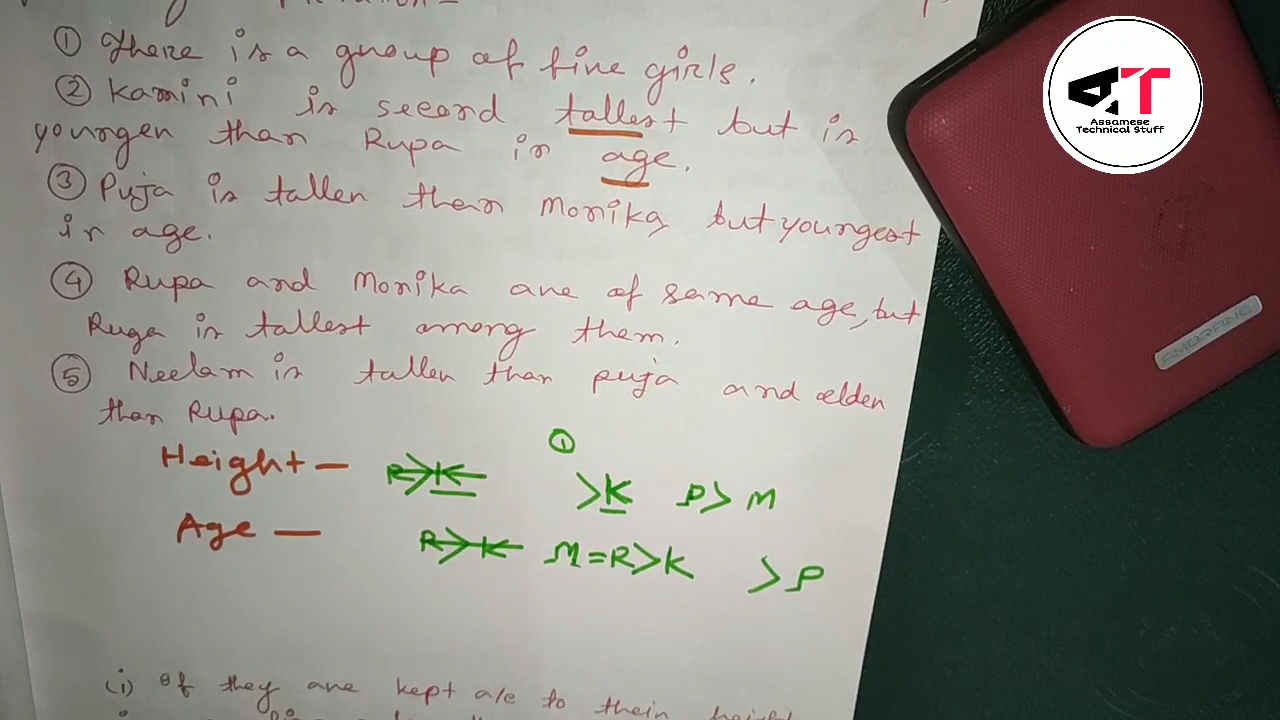 ① There is a group of five girls.
② Kamini is second tallest but is
younger than Rupa in age.
③ Puja is taller than Monika but youngest
in age.
④ Rupa and Monika are of same age, but
Rupa is tallest among them.
⑤ Neelam is taller than puja and elder
than Rupa.
Height — R>K ① >K P>M
Age — R>K M=R>K >P
(i) If they are kept a/c to their height
AT
Assamese
Technical Stuff
AMBRANE